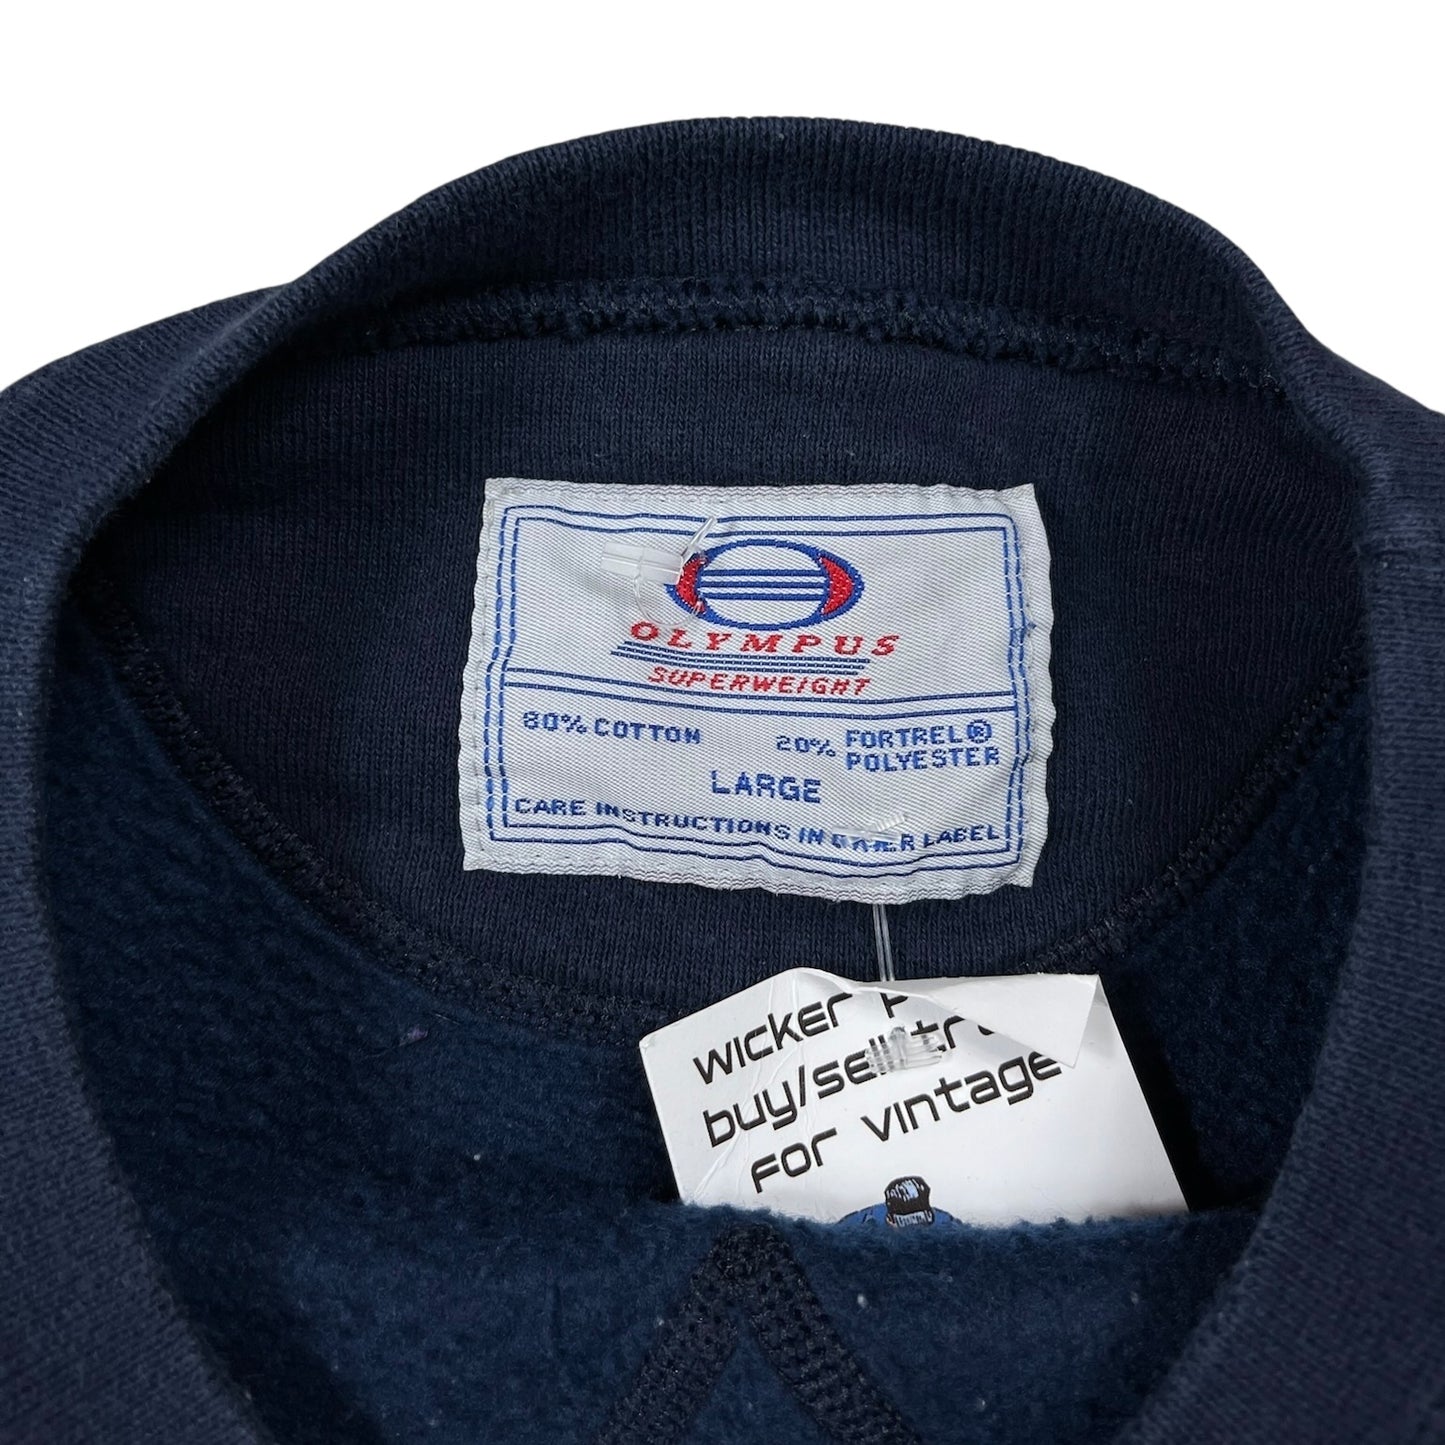 OLYMPUS
SUPERWEIGHT
80% COTTON
20% FORTREL®
POLYESTER
LARGE
CARE INSTRUCTIONS IN LABEL
WICKER
buy/sell
FOR VINTAGE